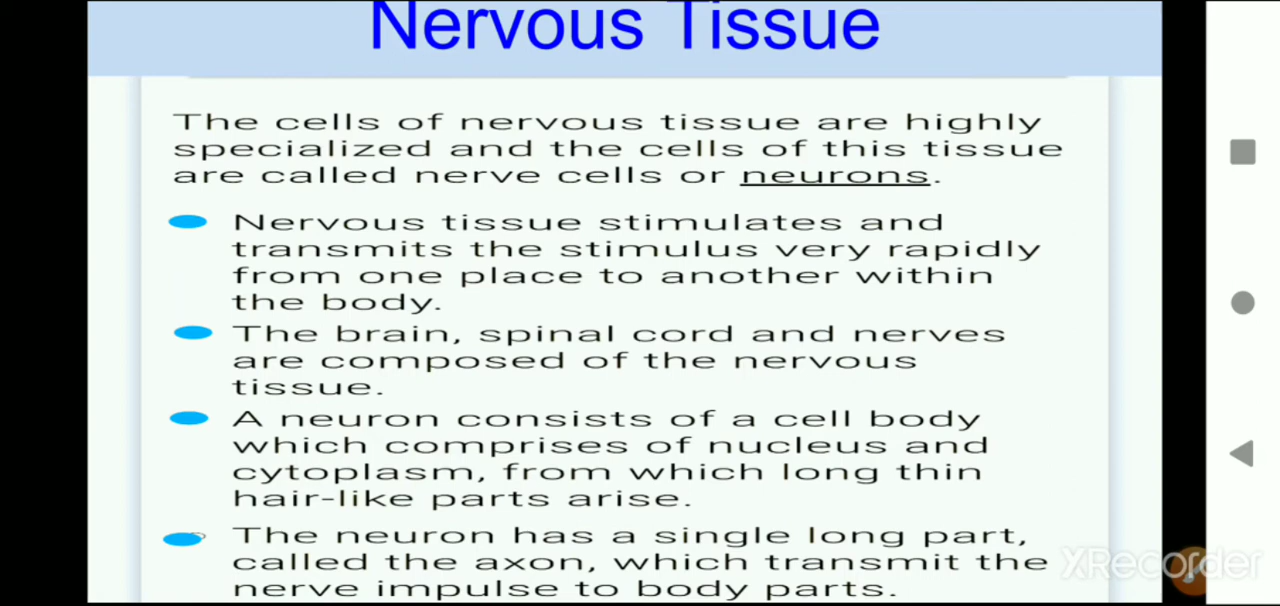 Nervous Tissue
The cells of nervous tissue are highly
specialized and the cells of this tissue
are called nerve cells or neurons.
Nervous tissue stimulates and
transmits the stimulus very rapidly
from one place to another within
the body.
The brain, spinal cord and nerves
are composed of the nervous
tissue.
A neuron consists of a cell body
which comprises of nucleus and
cytoplasm, from which long thin
hair-like parts arise.
The neuron has a single long part,
called the axon, which transmit the
nerve impulse to body parts.
XRecorder